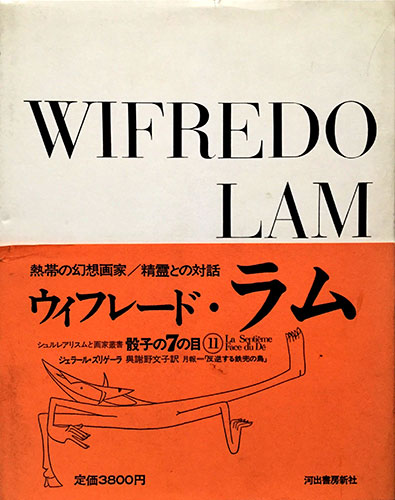 WIFREDO
LAM
熱帯の幻想画家／精霊との対話
ウィフレード・ラム
シュルレアリスムと画家叢書 骰子の7の目 11 La Septième
Face du Dé
ジェラール・ズリゲーラ 與謝野文子訳 月報―「反逆する鉄兜の鳥」
定価3800円
河出書房新社